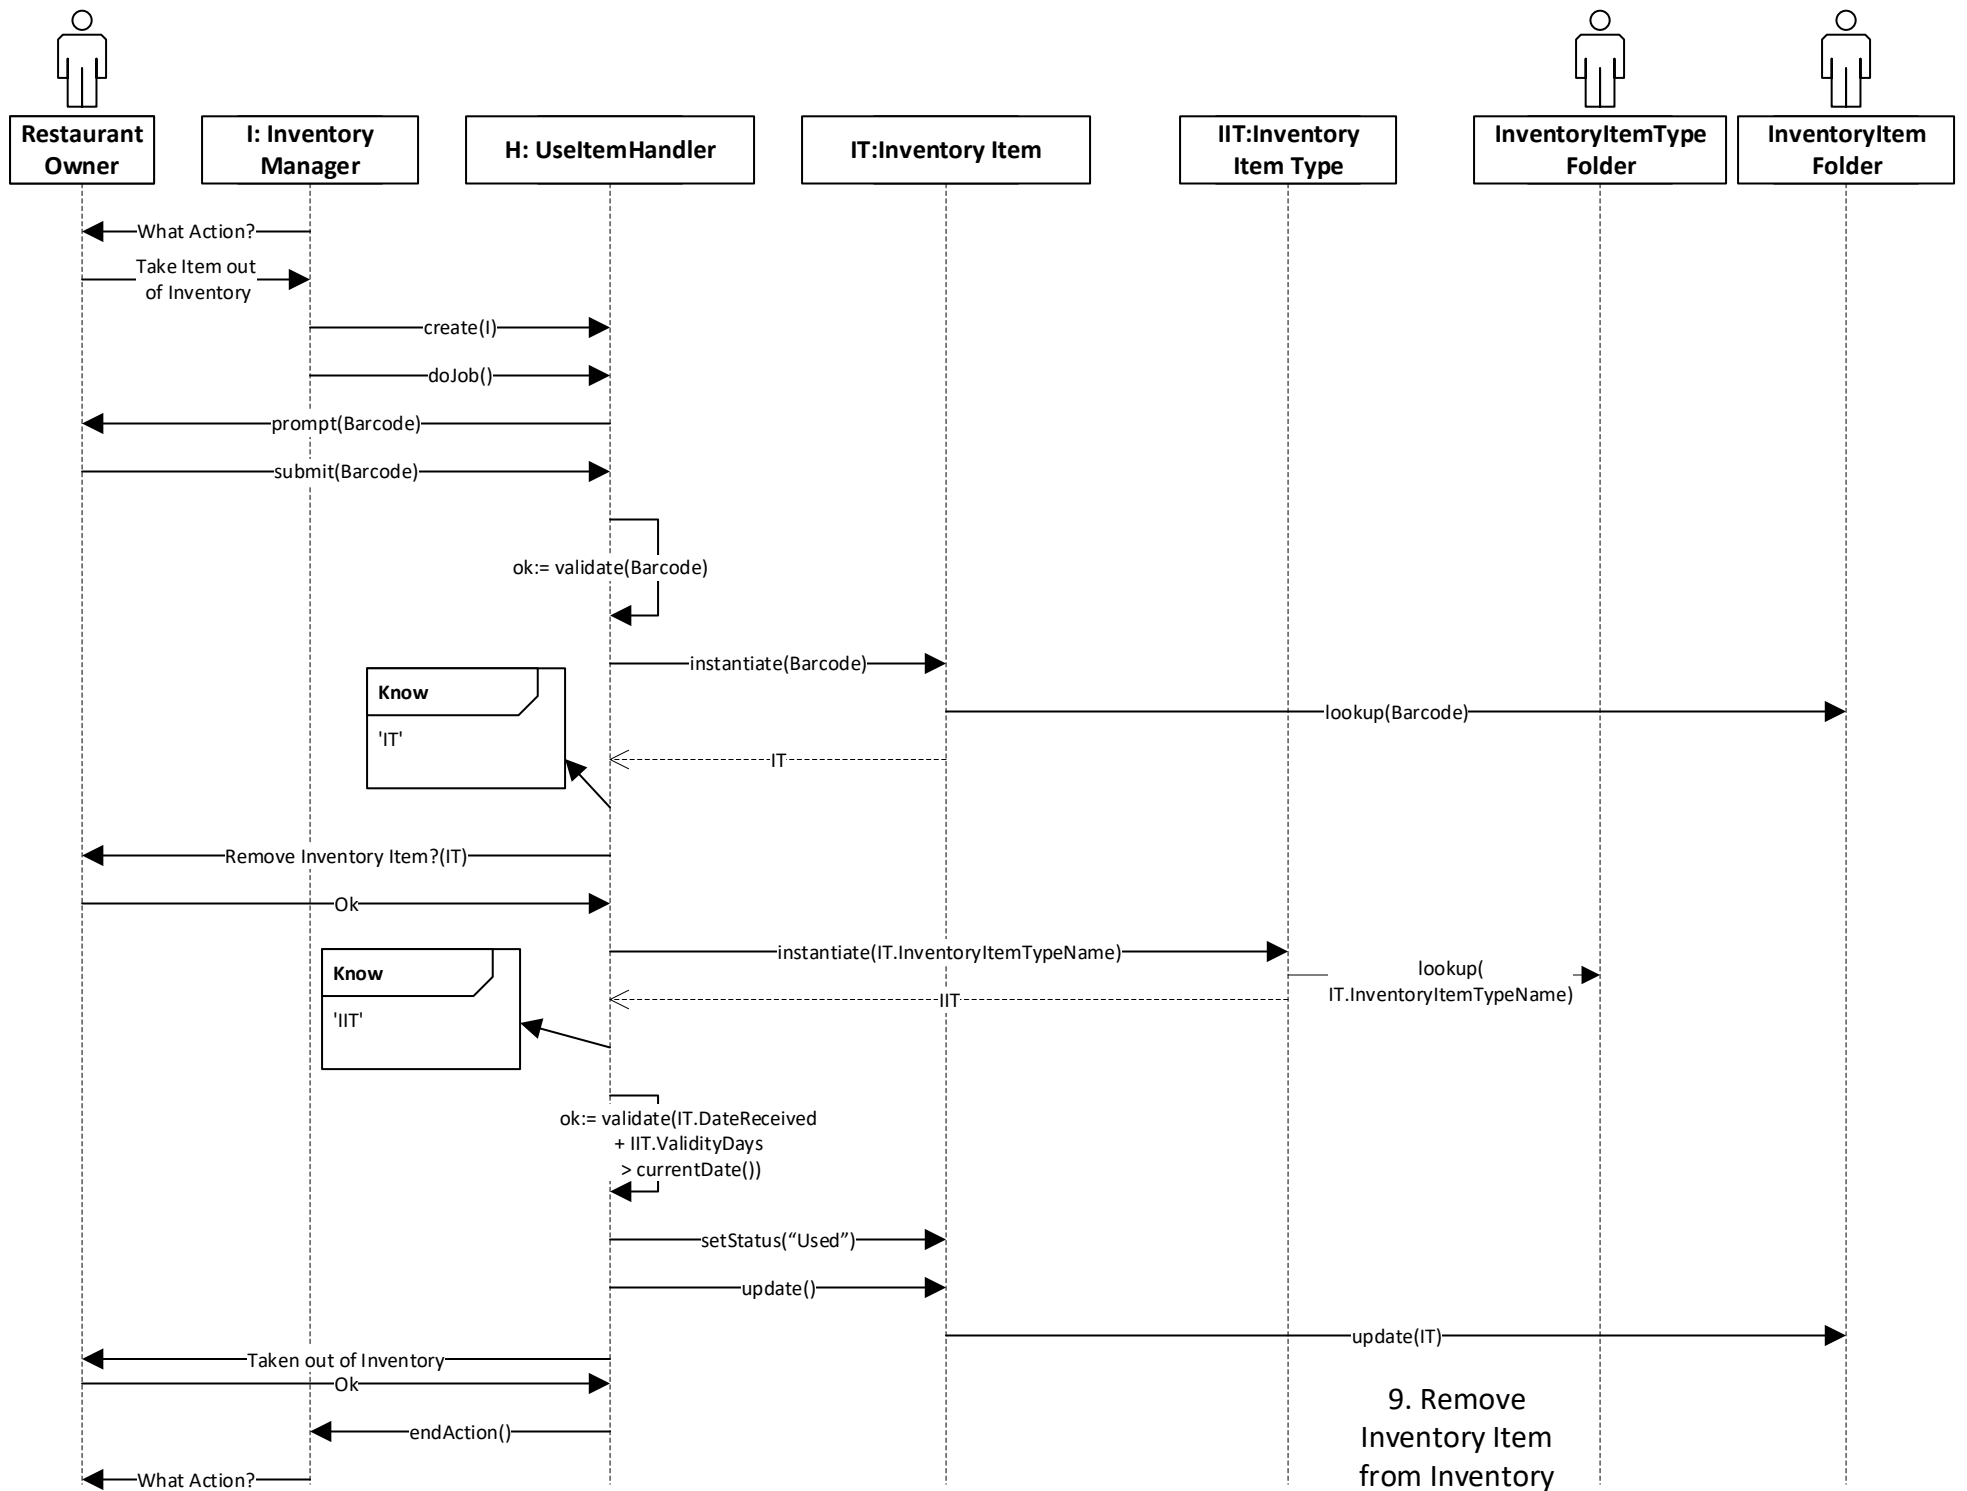 Restaurant
Owner
I: Inventory
Manager
H: UseItemHandler
IT:Inventory Item
IIT:Inventory
Item Type
InventoryItemType
Folder
InventoryItem
Folder
What Action?
Take Item out
of Inventory
create(I)
doJob()
prompt(Barcode)
submit(Barcode)
ok:= validate(Barcode)
instantiate(Barcode)
Know
'IT'
lookup(Barcode)
IT
Remove Inventory Item?(IT)
Ok
instantiate(IT.InventoryItemTypeName)
lookup(
IT.InventoryItemTypeName)
Know
'IIT'
IIT
ok:= validate(IT.DateReceived
+ IIT.ValidityDays
> currentDate())
setStatus(“Used”)
update()
update(IT)
Taken out of Inventory
Ok
endAction()
What Action?
9. Remove
Inventory Item
from Inventory